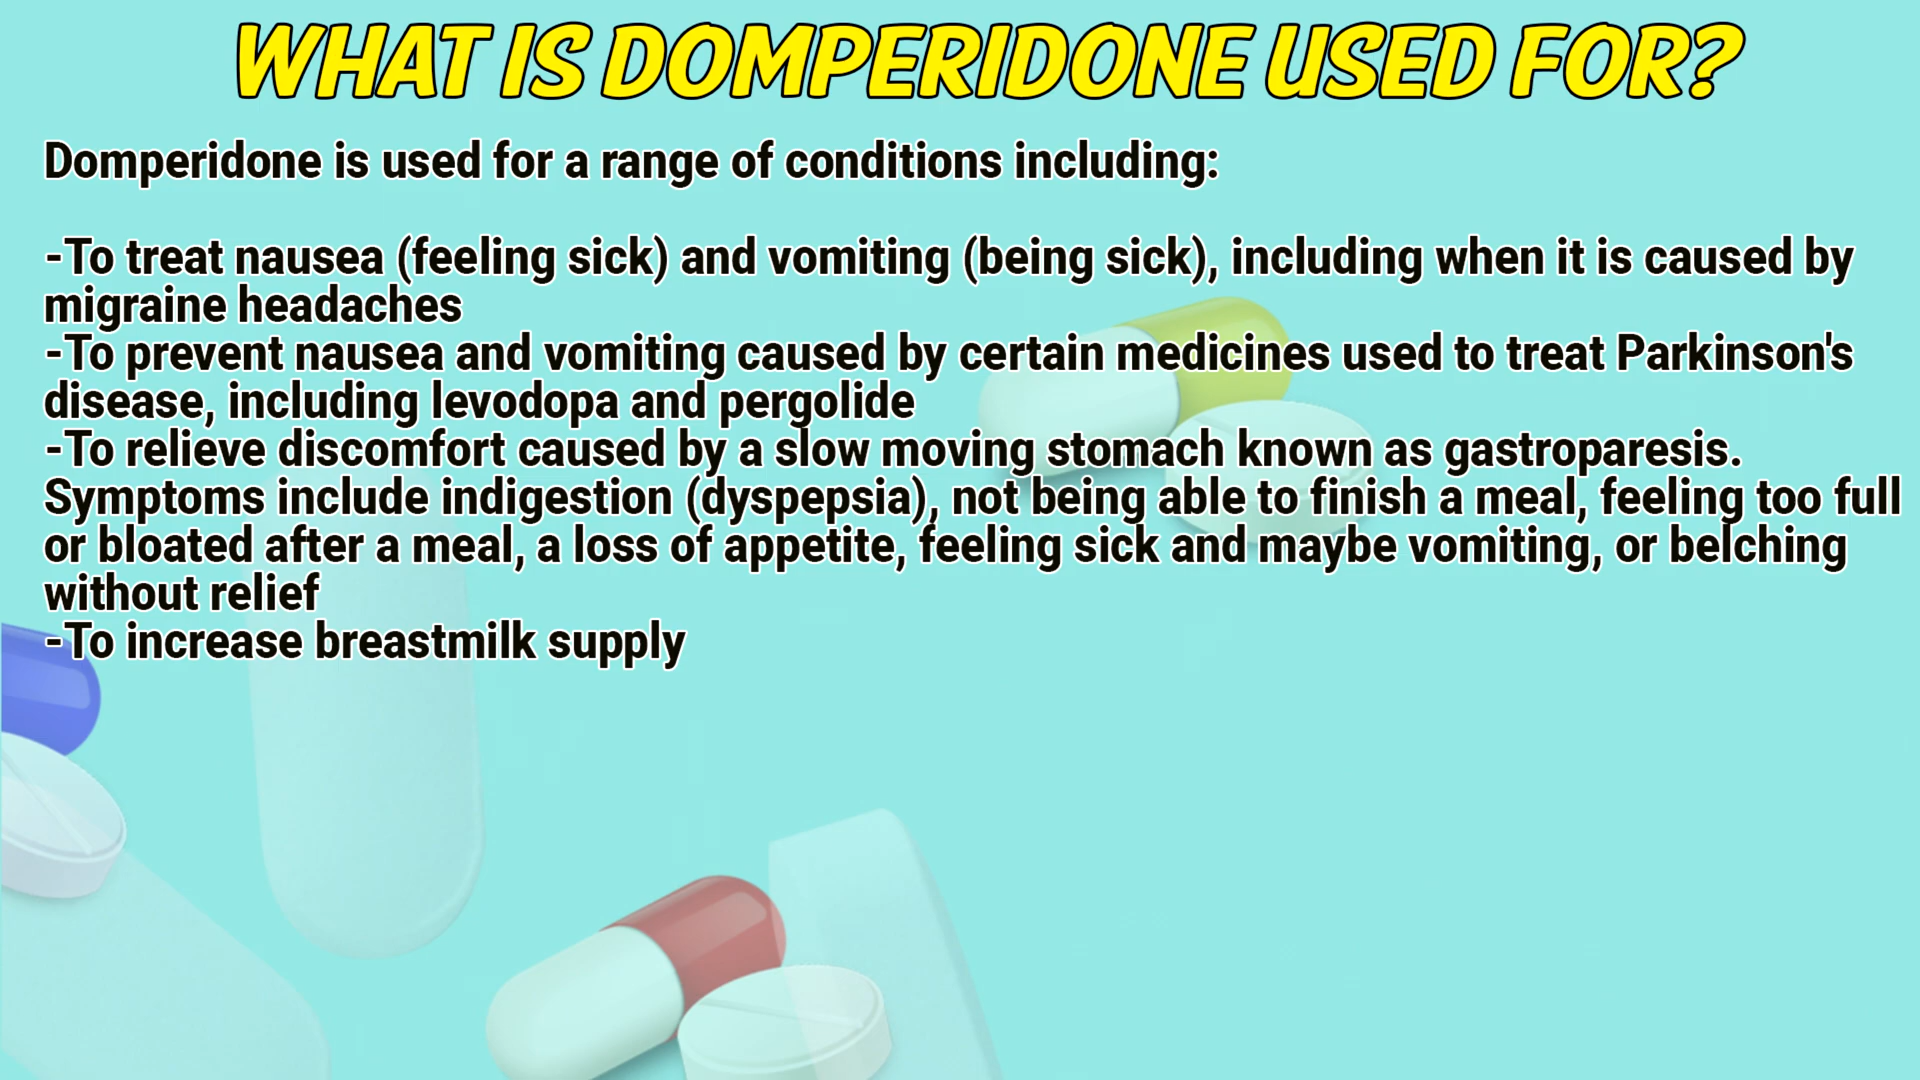 WHAT IS DOMPERIDONE USED FOR?
Domperidone is used for a range of conditions including:
-To treat nausea (feeling sick) and vomiting (being sick), including when it is caused by
migraine headaches
-To prevent nausea and vomiting caused by certain medicines used to treat Parkinson's
disease, including levodopa and pergolide
-To relieve discomfort caused by a slow moving stomach known as gastroparesis.
Symptoms include indigestion (dyspepsia), not being able to finish a meal, feeling too full
or bloated after a meal, a loss of appetite, feeling sick and maybe vomiting, or belching
without relief
-To increase breastmilk supply